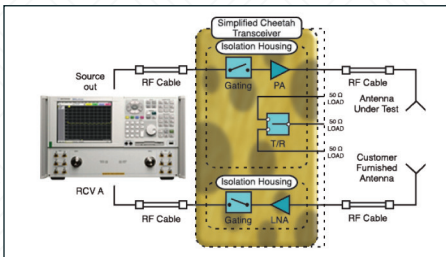 Simplified Cheetah
Transceiver
Isolation Housing
Source
out
RF Cable
Gating
PA
RF Cable
50 Ω
LOAD
Antenna
Under Test
50 Ω
LOAD
T/R
50 Ω
LOAD
Customer
Furnished
Antenna
Isolation Housing
RCV A
RF Cable
Gating
LNA
RF Cable